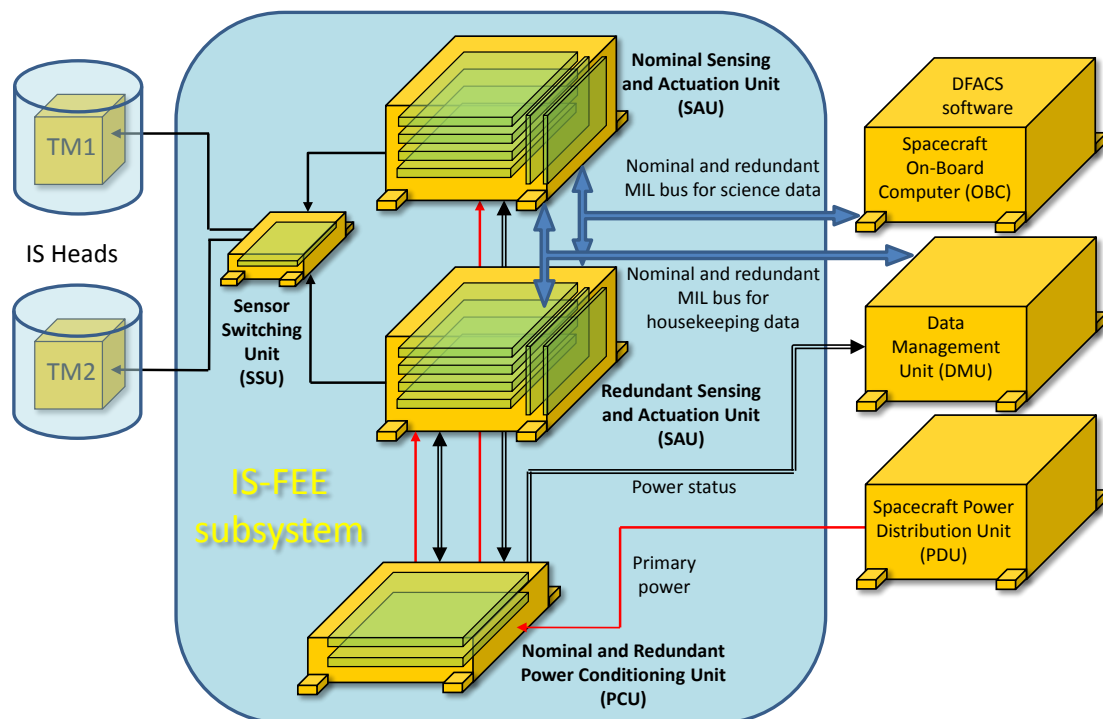 TM1
IS Heads
TM2
Sensor
Switching
Unit
(SSU)
Nominal Sensing
and Actuation Unit
(SAU)
Nominal and redundant
MIL bus for science data
Nominal and redundant
MIL bus for
housekeeping data
Redundant Sensing
and Actuation Unit
(SAU)
IS-FEE
subsystem
Power status
Primary
power
Nominal and Redundant
Power Conditioning Unit
(PCU)
DFACS
software
Spacecraft
On-Board
Computer (OBC)
Data
Management
Unit (DMU)
Spacecraft Power
Distribution Unit
(PDU)